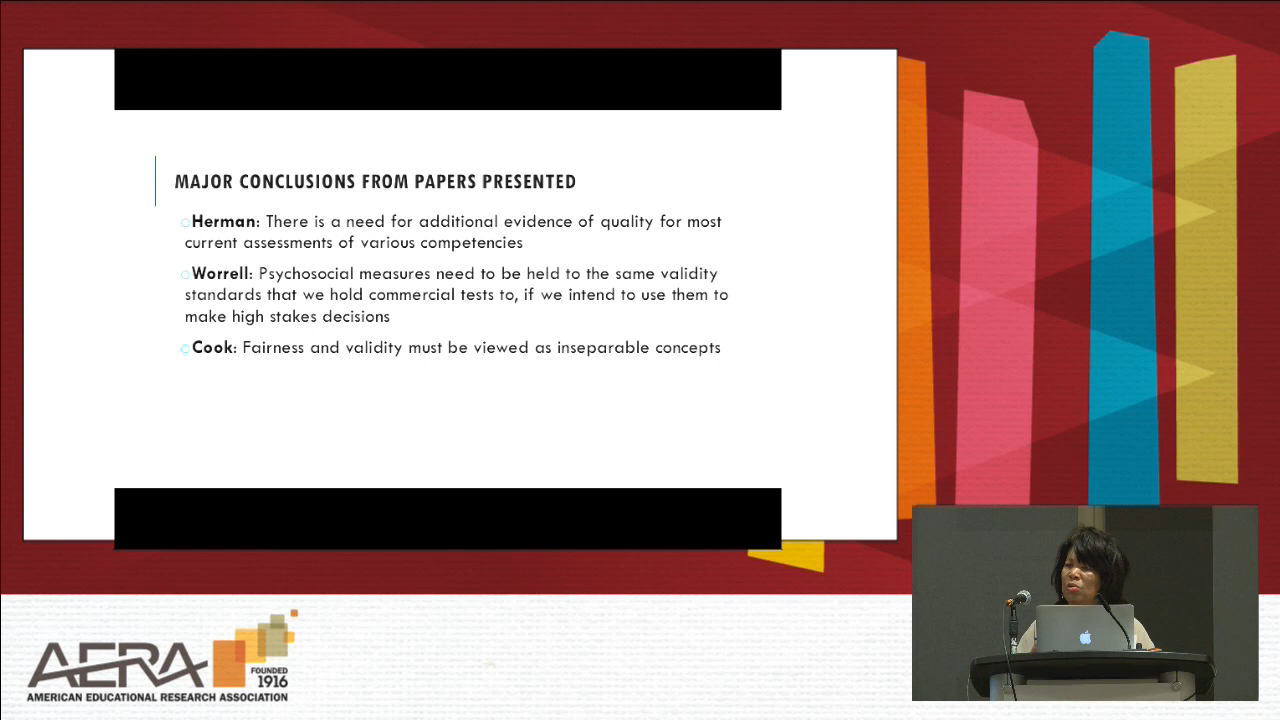 MAJOR CONCLUSIONS FROM PAPERS PRESENTED
Herman: There is a need for additional evidence of quality for most
current assessments of various competencies
Worrell: Psychosocial measures need to be held to the same validity
standards that we hold commercial tests to, if we intend to use them to
make high stakes decisions
Cook: Fairness and validity must be viewed as inseparable concepts
AERA
FOUNDED
1916
AMERICAN EDUCATIONAL RESEARCH ASSOCIATION